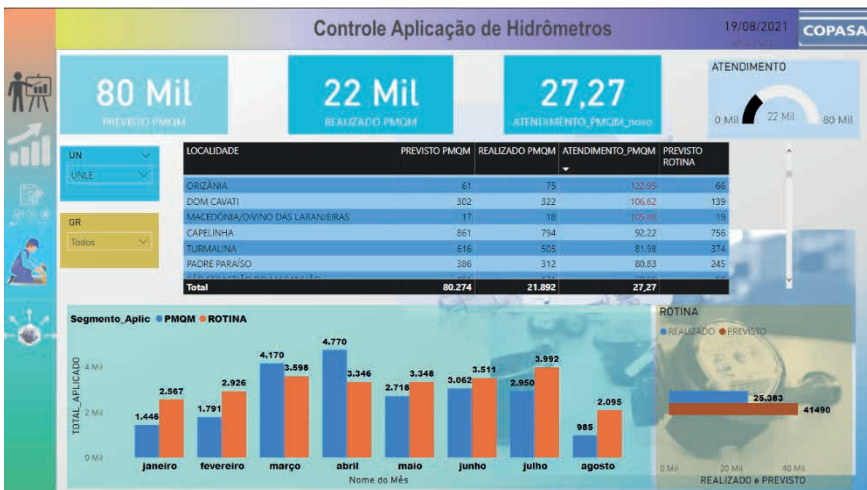 Controle Aplicação de Hidrômetros
19/08/2021
COPASA
80 Mil
PREVISTO PMQM
22 Mil
REALIZADO PMQM
27,27
ATENDIMENTO_PMQM_novo
ATENDIMENTO
0 Mil
22 Mil
80 Mil
UN
UNLE
GR
Todos
LOCALIDADE PREVISTO PMQM REALIZADO PMQM ATENDIMENTO_PMQM PREVISTO ROTINA
ORIZÂNIA 61 75 122,95 66
DOM CAVATI 302 322 106,62 139
MACEDÔNIA/DIVINO DAS LARANJEIRAS 17 18 105,88 19
CAPELINHA 861 794 92,22 756
TURMALINA 616 505 81,98 374
PADRE PARAÍSO 386 312 80,83 245
Total 80.274 21.892 27,27
Segmento_Aplic PMQM ROTINA
TOTAL_APLICADO
4 Mil
2 Mil
0 Mil
1.446 2.567
1.791 2.926
4.170 3.598
4.770 3.346
2.718 3.348
3.062 3.511
2.950 3.992
985 2.095
janeiro fevereiro março abril maio junho julho agosto
Nome do Mês
ROTINA
REALIZADO PREVISTO
25.383
41490
0 Mil 20 Mil 40 Mil
REALIZADO e PREVISTO